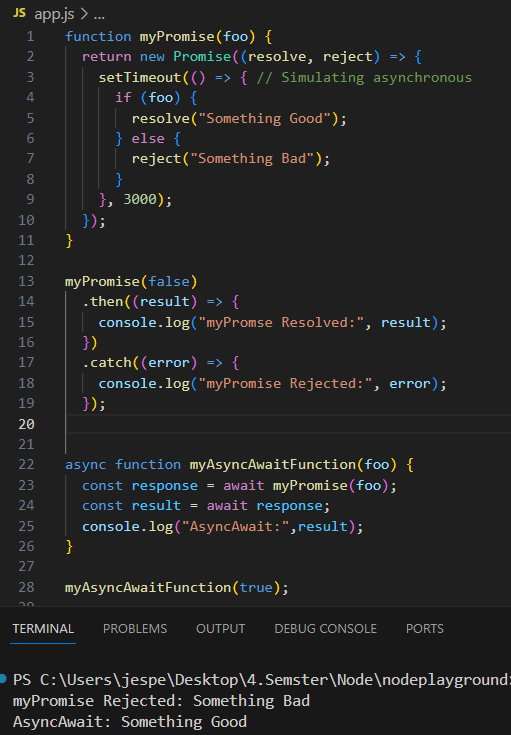 JS app.js > ...
1 function myPromise(foo) {
2 return new Promise((resolve, reject) => {
3 setTimeout(() => { // Simulating asynchronous
4 if (foo) {
5 resolve("Something Good");
6 } else {
7 reject("Something Bad");
8 }
9 }, 3000);
10 });
11 }
12
13 myPromise(false)
14 .then((result) => {
15 console.log("myPromse Resolved:", result);
16 })
17 .catch((error) => {
18 console.log("myPromise Rejected:", error);
19 });
20
21
22 async function myAsyncAwaitFunction(foo) {
23 const response = await myPromise(foo);
24 const result = await response;
25 console.log("AsyncAwait:",result);
26 }
27
28 myAsyncAwaitFunction(true);
TERMINAL PROBLEMS OUTPUT DEBUG CONSOLE PORTS
PS C:\Users\jespe\Desktop\4.Semster\Node\nodeplayground>
myPromise Rejected: Something Bad
AsyncAwait: Something Good